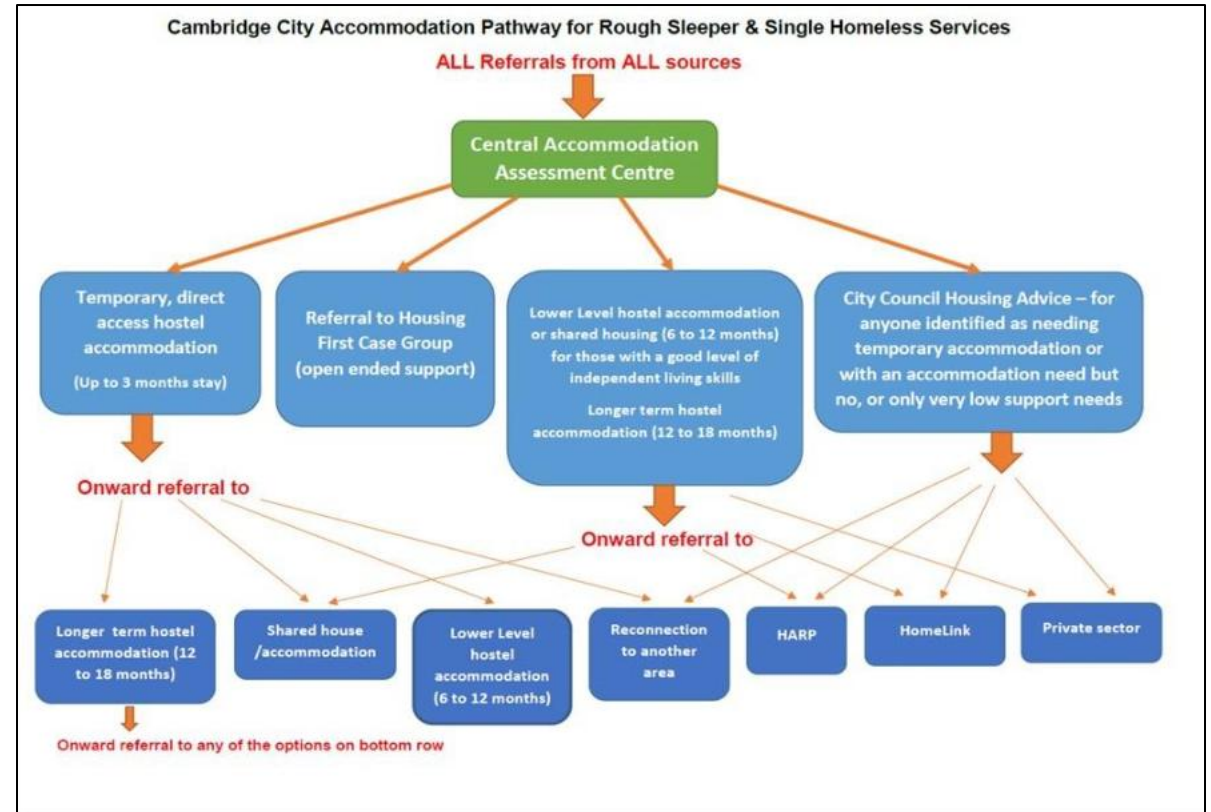 Cambridge City Accommodation Pathway for Rough Sleeper & Single Homeless Services
ALL Referrals from ALL sources
Central Accommodation
Assessment Centre
Temporary, direct
access hostel
accommodation
(Up to 3 months stay)
Referral to Housing
First Case Group
(open ended support)
Lower Level hostel accommodation
or shared housing (6 to 12 months)
for those with a good level of
independent living skills
Longer term hostel
accommodation (12 to 18 months)
City Council Housing Advice – for
anyone identified as needing
temporary accommodation or
with an accommodation need but
no, or only very low support needs
Onward referral to
Onward referral to
Longer term hostel
accommodation (12
to 18 months)
Shared house
/accommodation
Lower Level
hostel
accommodation
(6 to 12 months)
Reconnection
to another
area
HARP
HomeLink
Private sector
Onward referral to any of the options on bottom row